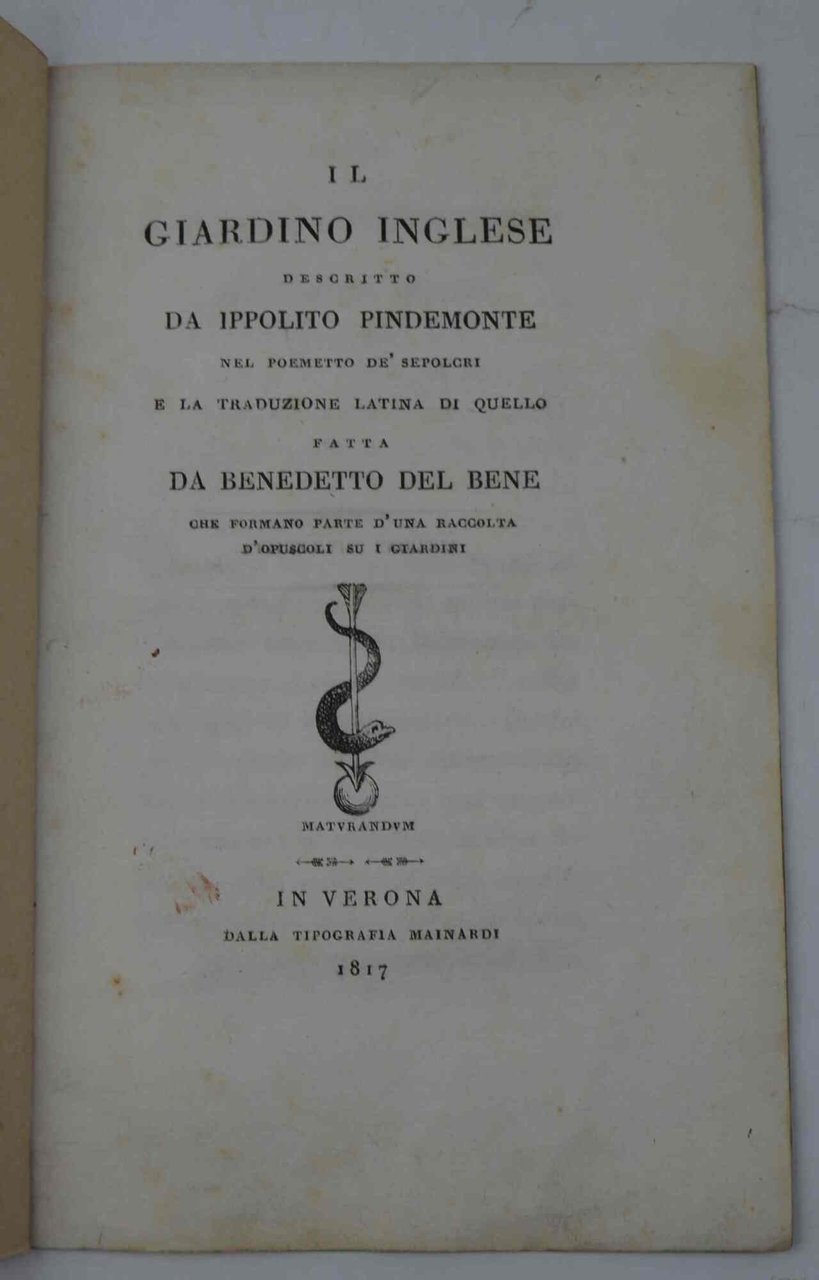 IL
GIARDINO INGLESE
DESCRITTO
DA IPPOLITO PINDEMONTE
NEL POEMETTO DE' SEPOLCRI
E LA TRADUZIONE LATINA DI QUELLO
FATTA
DA BENEDETTO DEL BENE
CHE FORMANO PARTE D'UNA RACCOLTA
D'OPUSCOLI SU I GIARDINI
MATVRANDVM
IN VERONA
DALLA TIPOGRAFIA MAINARDI
1817